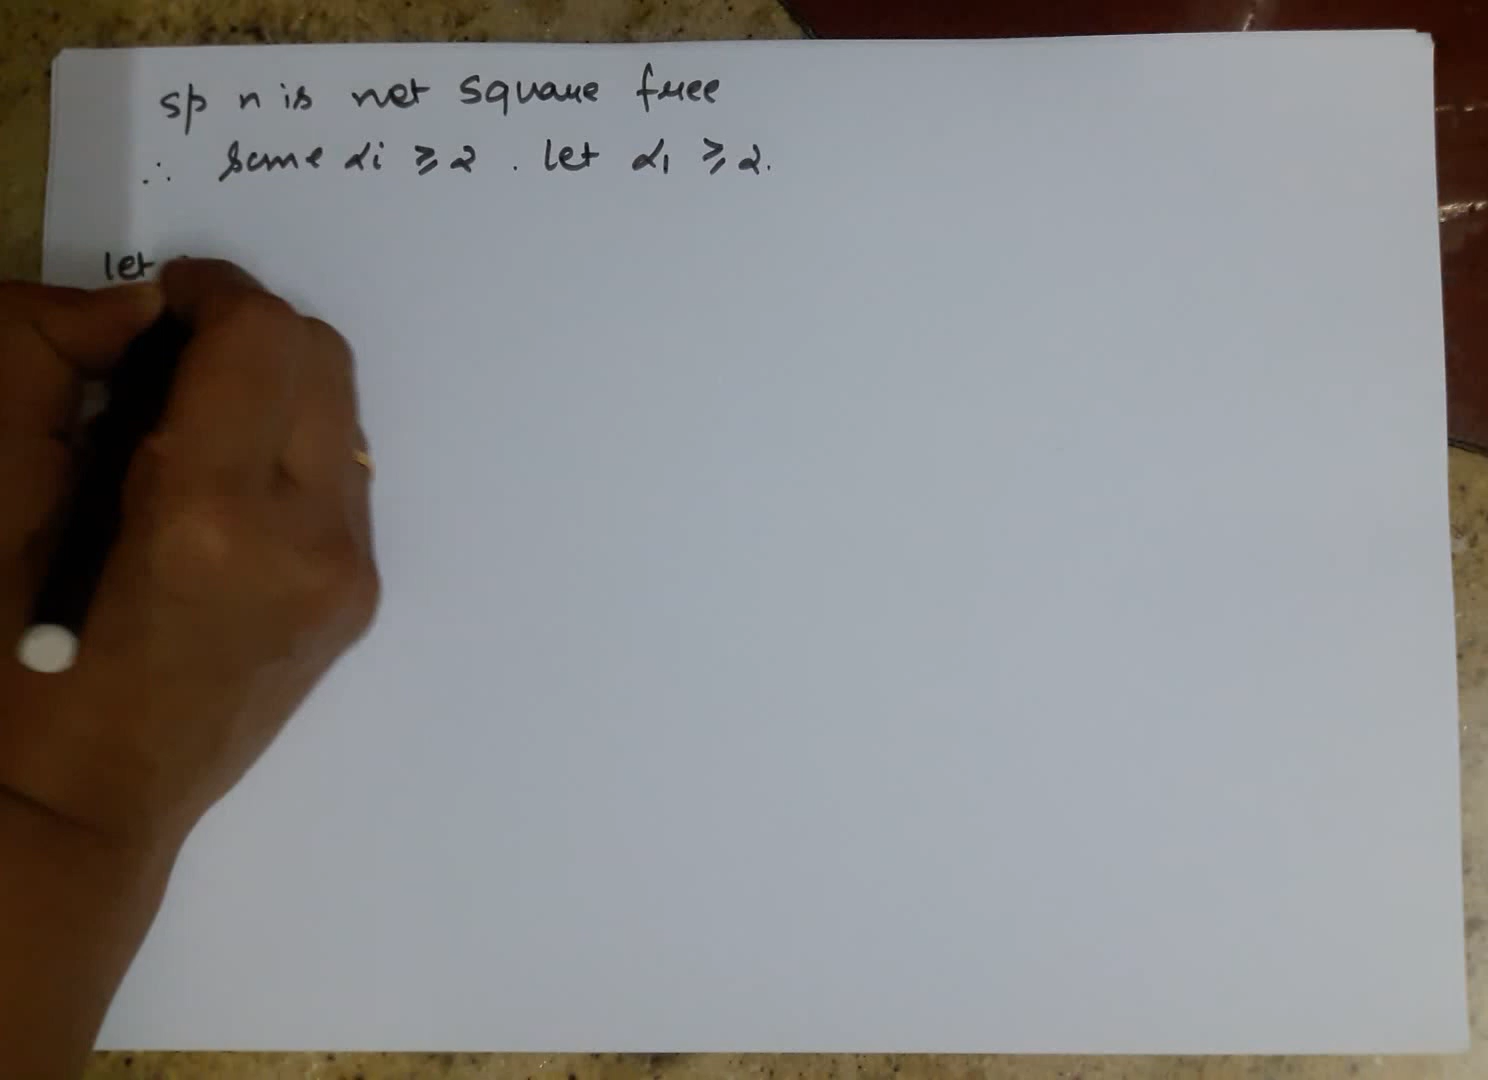 sp n is not square free
∴ some αi ⩾ 2 . let α₁ ⩾ 2.
let